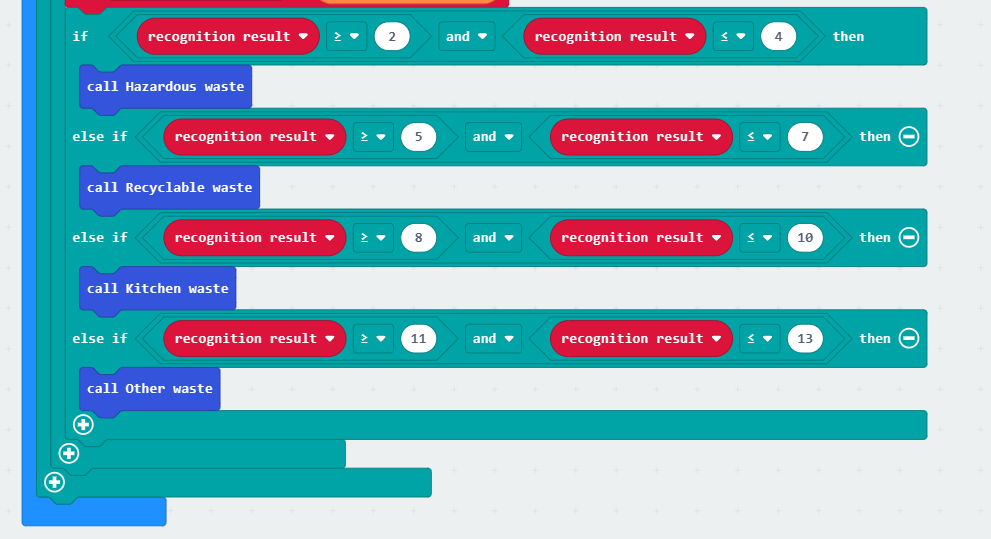 if recognition result ≥ 2 and recognition result ≤ 4 then
call Hazardous waste
else if recognition result ≥ 5 and recognition result ≤ 7 then
call Recyclable waste
else if recognition result ≥ 8 and recognition result ≤ 10 then
call Kitchen waste
else if recognition result ≥ 11 and recognition result ≤ 13 then
call Other waste